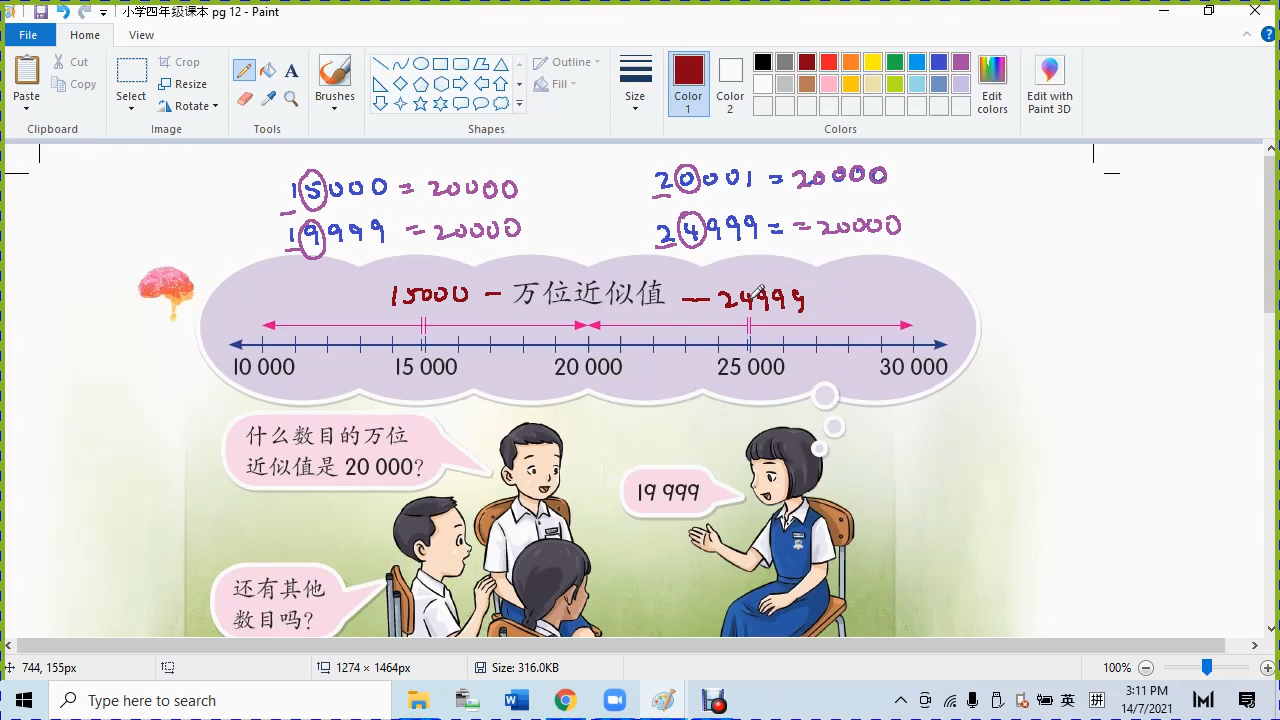 小学四年级课本 pg 12 - Paint
File Home View
Paste Cut Copy Clipboard
Select Crop Resize Rotate Image
Tools
Brushes
Outline Fill Shapes
Size
Color 1 Color 2 Edit colors Colors
Edit with Paint 3D
15000 = 20000
20001 = 20000
19999 = 20000
24999 = = 20000
15000 - 万位近似值 - 24999
10 000 15 000 20 000 25 000 30 000
什么数目的万位
近似值是 20 000?
19 999
还有其他
数目吗?
744, 155px 1274 × 1464px Size: 316.0KB 100%
Type here to search
英 拼 3:11 PM
14/7/2021